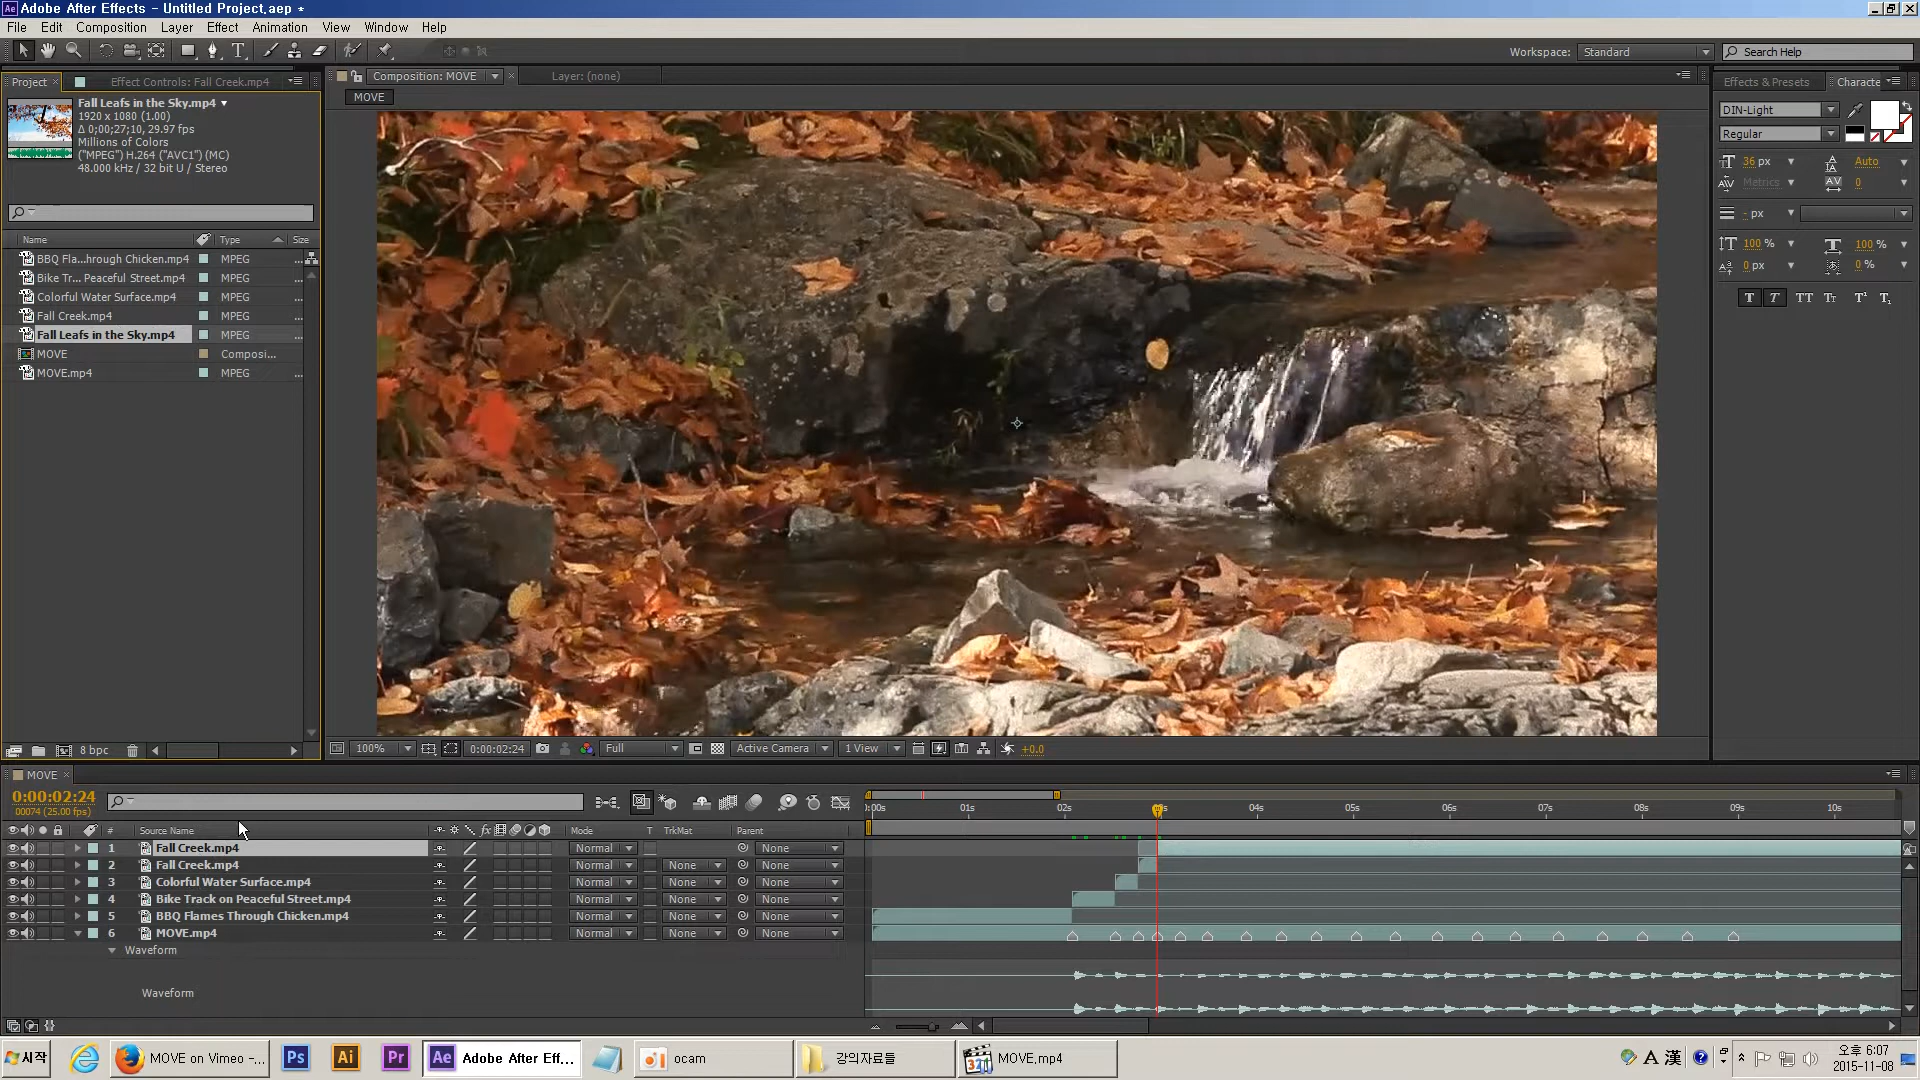 Adobe After Effects - Untitled Project.aep *
File Edit Composition Layer Effect Animation View Window Help
Workspace: Standard Search Help
Project Effect Controls: Fall Creek.mp4
Composition: MOVE Layer: (none)
Effects & Presets Characte
MOVE
Fall Leafs in the Sky.mp4
1920 x 1080 (1.00)
Δ 0;00;27;10, 29.97 fps
Millions of Colors
("MPEG") H.264 ("AVC1") (MC)
48.000 kHz / 32 bit U / Stereo
DIN-Light
Regular
36 px Auto
Metrics 0
- px
100 % 100 %
0 px 0 %
Name Type Size
BBQ Fla...hrough Chicken.mp4 MPEG ...
Bike Tr... Peaceful Street.mp4 MPEG ...
Colorful Water Surface.mp4 MPEG ...
Fall Creek.mp4 MPEG ...
Fall Leafs in the Sky.mp4 MPEG ...
MOVE Composi...
MOVE.mp4 MPEG ...
8 bpc
100% 0:00:02:24 Full Active Camera 1 View +0.0
MOVE
0:00:02:24
00074 (25.00 fps)
:00s 01s 02s 04s 05s 06s 07s 08s 09s 10s
# Source Name fx Mode T TrkMat Parent
1 Fall Creek.mp4 Normal None
2 Fall Creek.mp4 Normal None None
3 Colorful Water Surface.mp4 Normal None None
4 Bike Track on Peaceful Street.mp4 Normal None None
5 BBQ Flames Through Chicken.mp4 Normal None None
6 MOVE.mp4 Normal None None
Waveform
Waveform
시작 MOVE on Vimeo -... Ps Ai Pr Ae Adobe After Eff... ocam 강의자료들 MOVE.mp4 A 漢
오후 6:07
2015-11-08